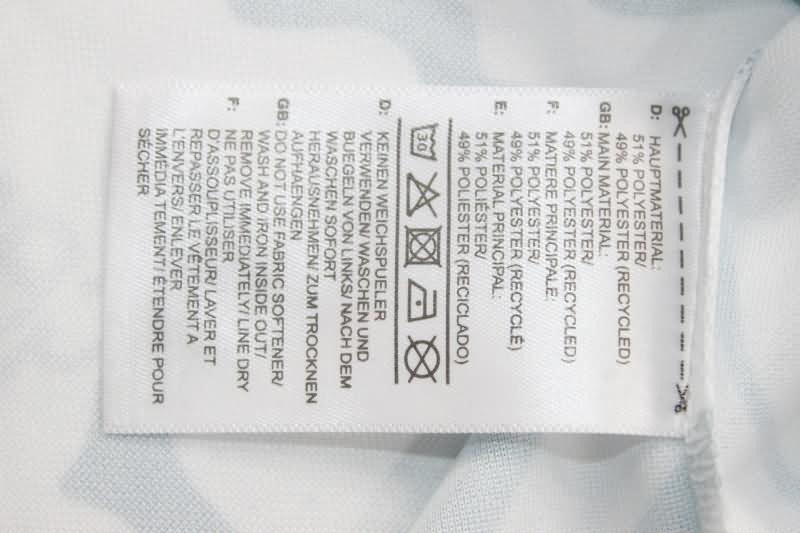 D: HAUPTMATERIAL:
51% POLYESTER/
49% POLYESTER (RECYCLED)
GB: MAIN MATERIAL:
51% POLYESTER/
49% POLYESTER (RECYCLED)
F: MATIERE PRINCIPALE:
51% POLYESTER/
49% POLYESTER (RECYCLÉ)
E: MATERIAL PRINCIPAL:
51% POLIÉSTER/
49% POLIESTER (RECICLADO)
30
D: KEINEN WEICHSPUELER
VERWENDEN/ WASCHEN UND
BUEGELN VON LINKS/ NACH DEM
WASCHEN SOFORT
HERAUSNEHMEN/ ZUM TROCKNEN
AUFHAENGEN
GB: DO NOT USE FABRIC SOFTENER/
WASH AND IRON INSIDE OUT/
REMOVE IMMEDIATELY/ LINE DRY
F: NE PAS UTILISER
D'ASSOUPLISSEUR/ LAVER ET
REPASSER LE VÊTEMENT A
L'ENVERS/ ENLEVER
IMMÉDIA TEMENT/ ÉTENDRE POUR
SÉCHER